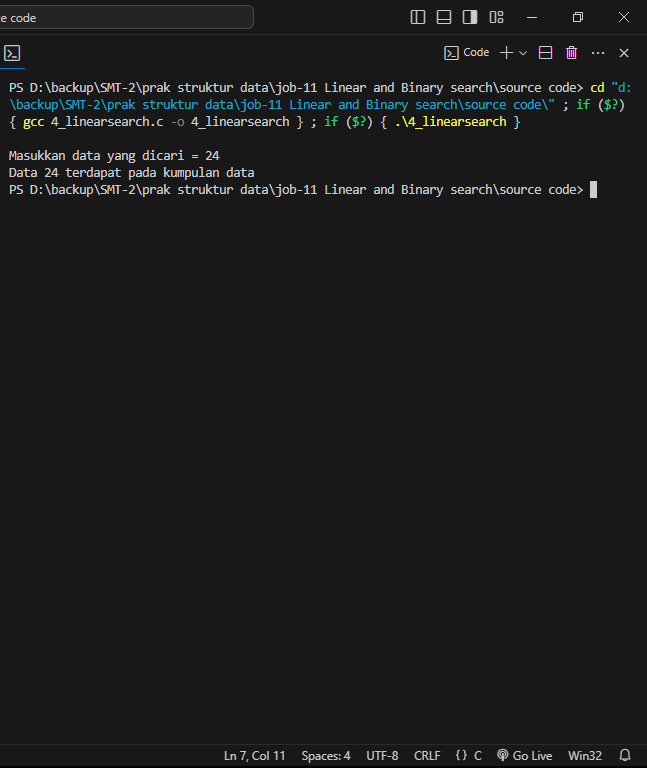 e code
Code
PS D:\backup\SMT-2\prak struktur data\job-11 Linear and Binary search\source code> cd "d:
\backup\SMT-2\prak struktur data\job-11 Linear and Binary search\source code\" ; if ($?)
{ gcc 4_linearsearch.c -o 4_linearsearch } ; if ($?) { .\4_linearsearch }
Masukkan data yang dicari = 24
Data 24 terdapat pada kumpulan data
PS D:\backup\SMT-2\prak struktur data\job-11 Linear and Binary search\source code>
Ln 7, Col 11 Spaces: 4 UTF-8 CRLF {} C Go Live Win32